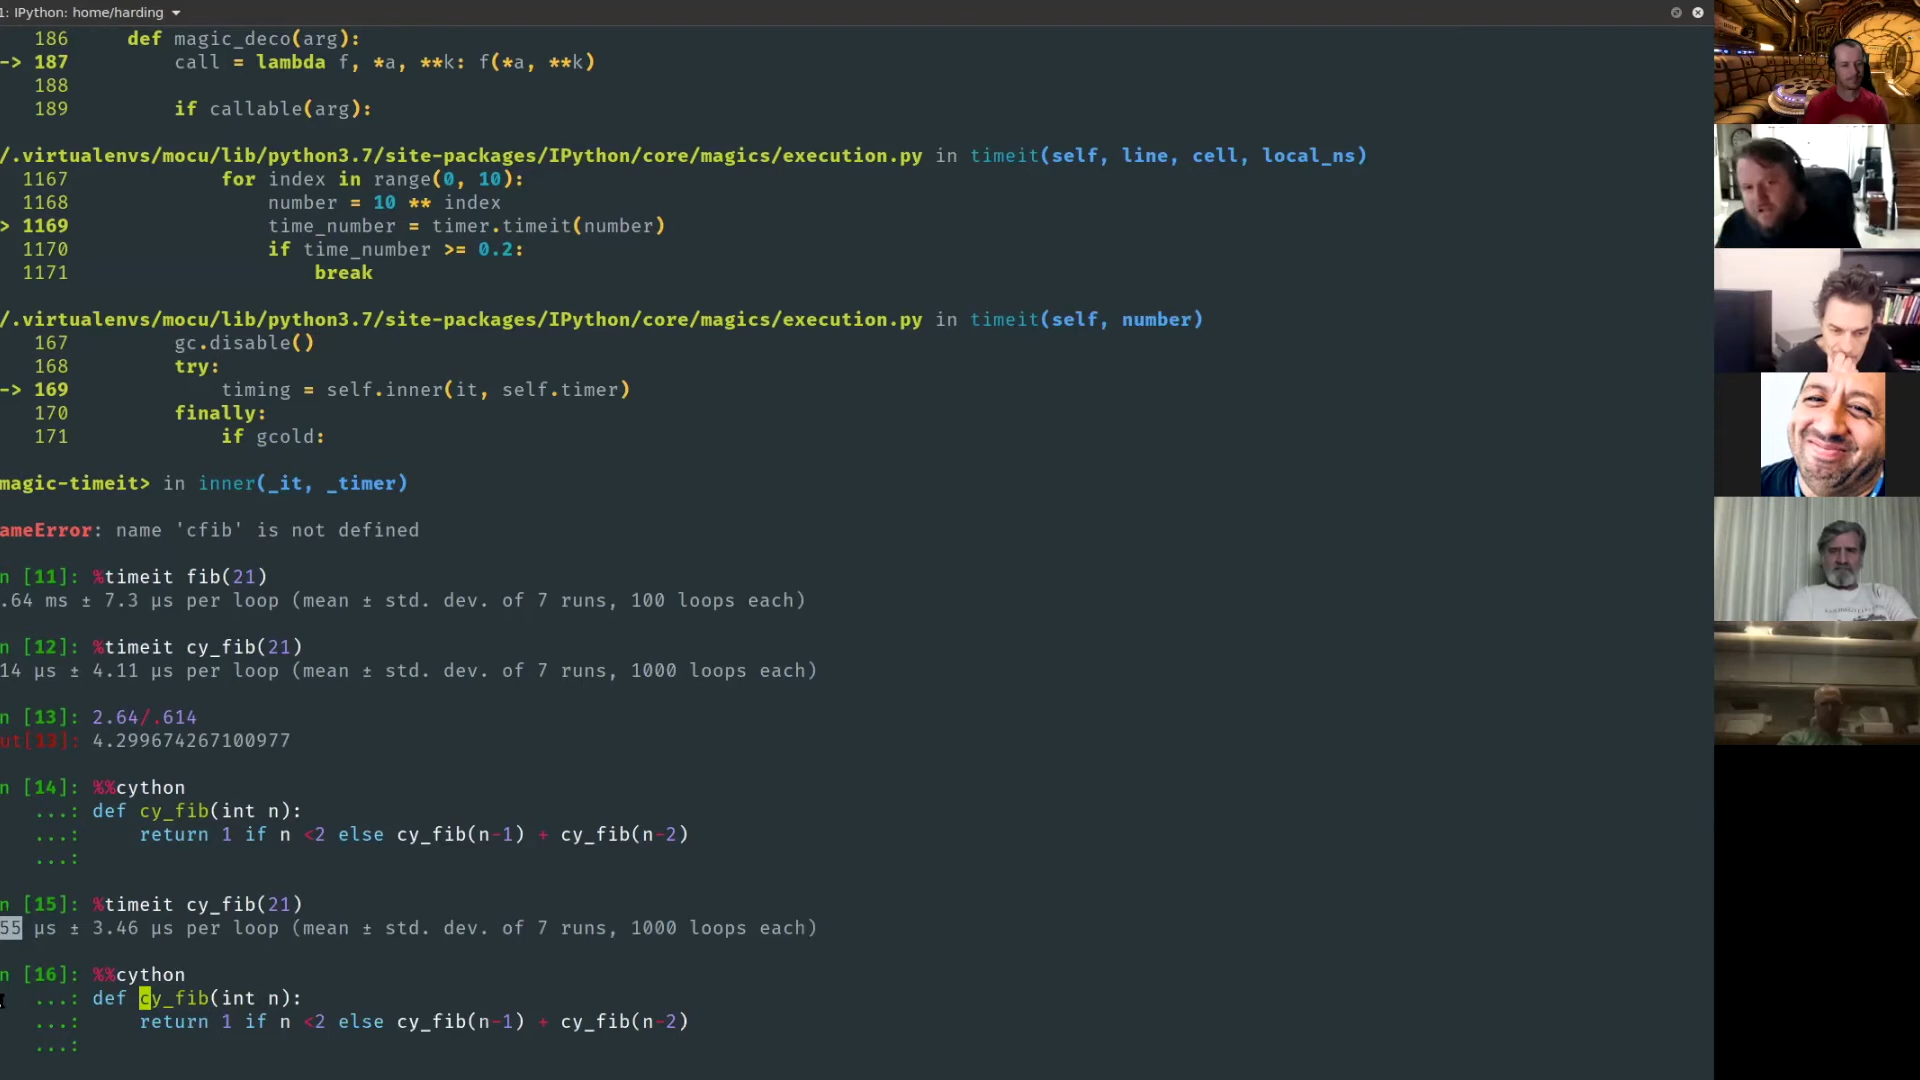 1: IPython: home/harding
186 def magic_deco(arg):
-> 187 call = lambda f, *a, **k: f(*a, **k)
188
189 if callable(arg):
/.virtualenvs/mocu/lib/python3.7/site-packages/IPython/core/magics/execution.py in timeit(self, line, cell, local_ns)
1167 for index in range(0, 10):
1168 number = 10 ** index
> 1169 time_number = timer.timeit(number)
1170 if time_number >= 0.2:
1171 break
/.virtualenvs/mocu/lib/python3.7/site-packages/IPython/core/magics/execution.py in timeit(self, number)
167 gc.disable()
168 try:
-> 169 timing = self.inner(it, self.timer)
170 finally:
171 if gcold:
magic-timeit> in inner(_it, _timer)
ameError: name 'cfib' is not defined
n [11]: %timeit fib(21)
.64 ms ± 7.3 µs per loop (mean ± std. dev. of 7 runs, 100 loops each)
n [12]: %timeit cy_fib(21)
14 µs ± 4.11 µs per loop (mean ± std. dev. of 7 runs, 1000 loops each)
n [13]: 2.64/.614
ut[13]: 4.299674267100977
n [14]: %%cython
...: def cy_fib(int n):
...: return 1 if n <2 else cy_fib(n-1) + cy_fib(n-2)
...:
n [15]: %timeit cy_fib(21)
55 µs ± 3.46 µs per loop (mean ± std. dev. of 7 runs, 1000 loops each)
n [16]: %%cython
...: def cy_fib(int n):
...: return 1 if n <2 else cy_fib(n-1) + cy_fib(n-2)
...: